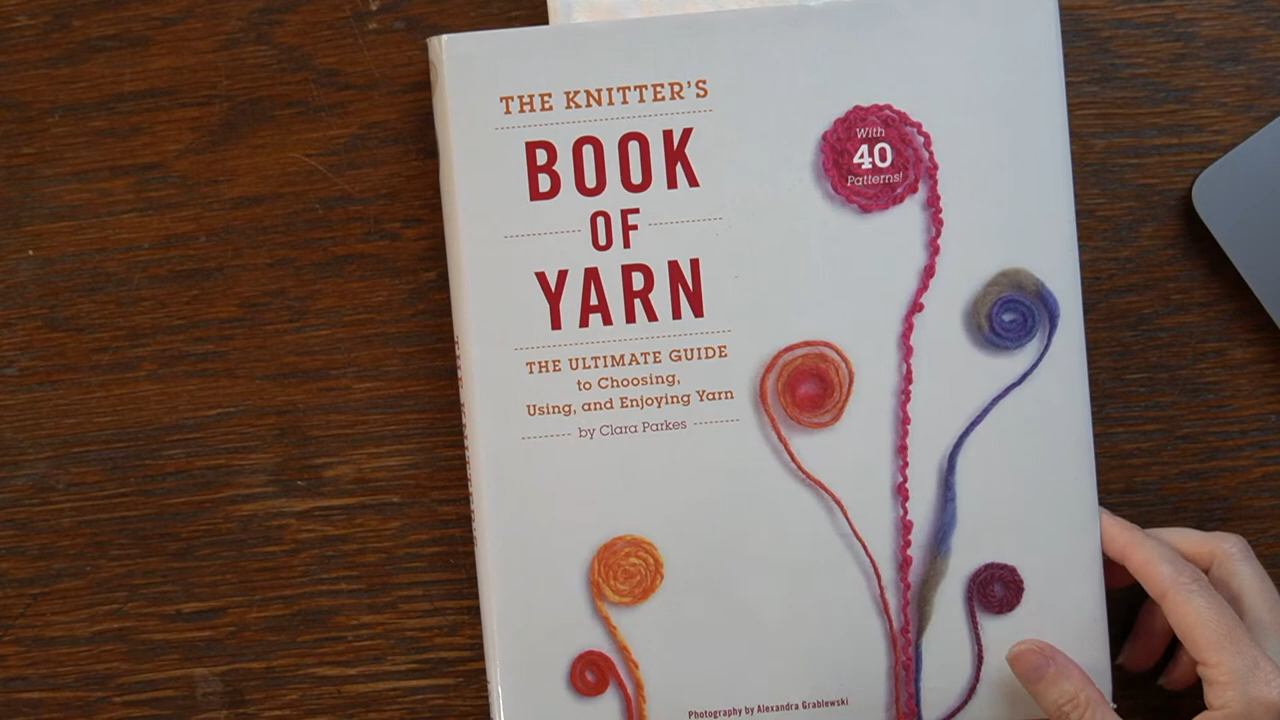 THE KNITTER'S
BOOK
OF
YARN
THE ULTIMATE GUIDE
to Choosing,
Using, and Enjoying Yarn
by Clara Parkes
With
40
Patterns!
Photography by Alexandra Grablewski